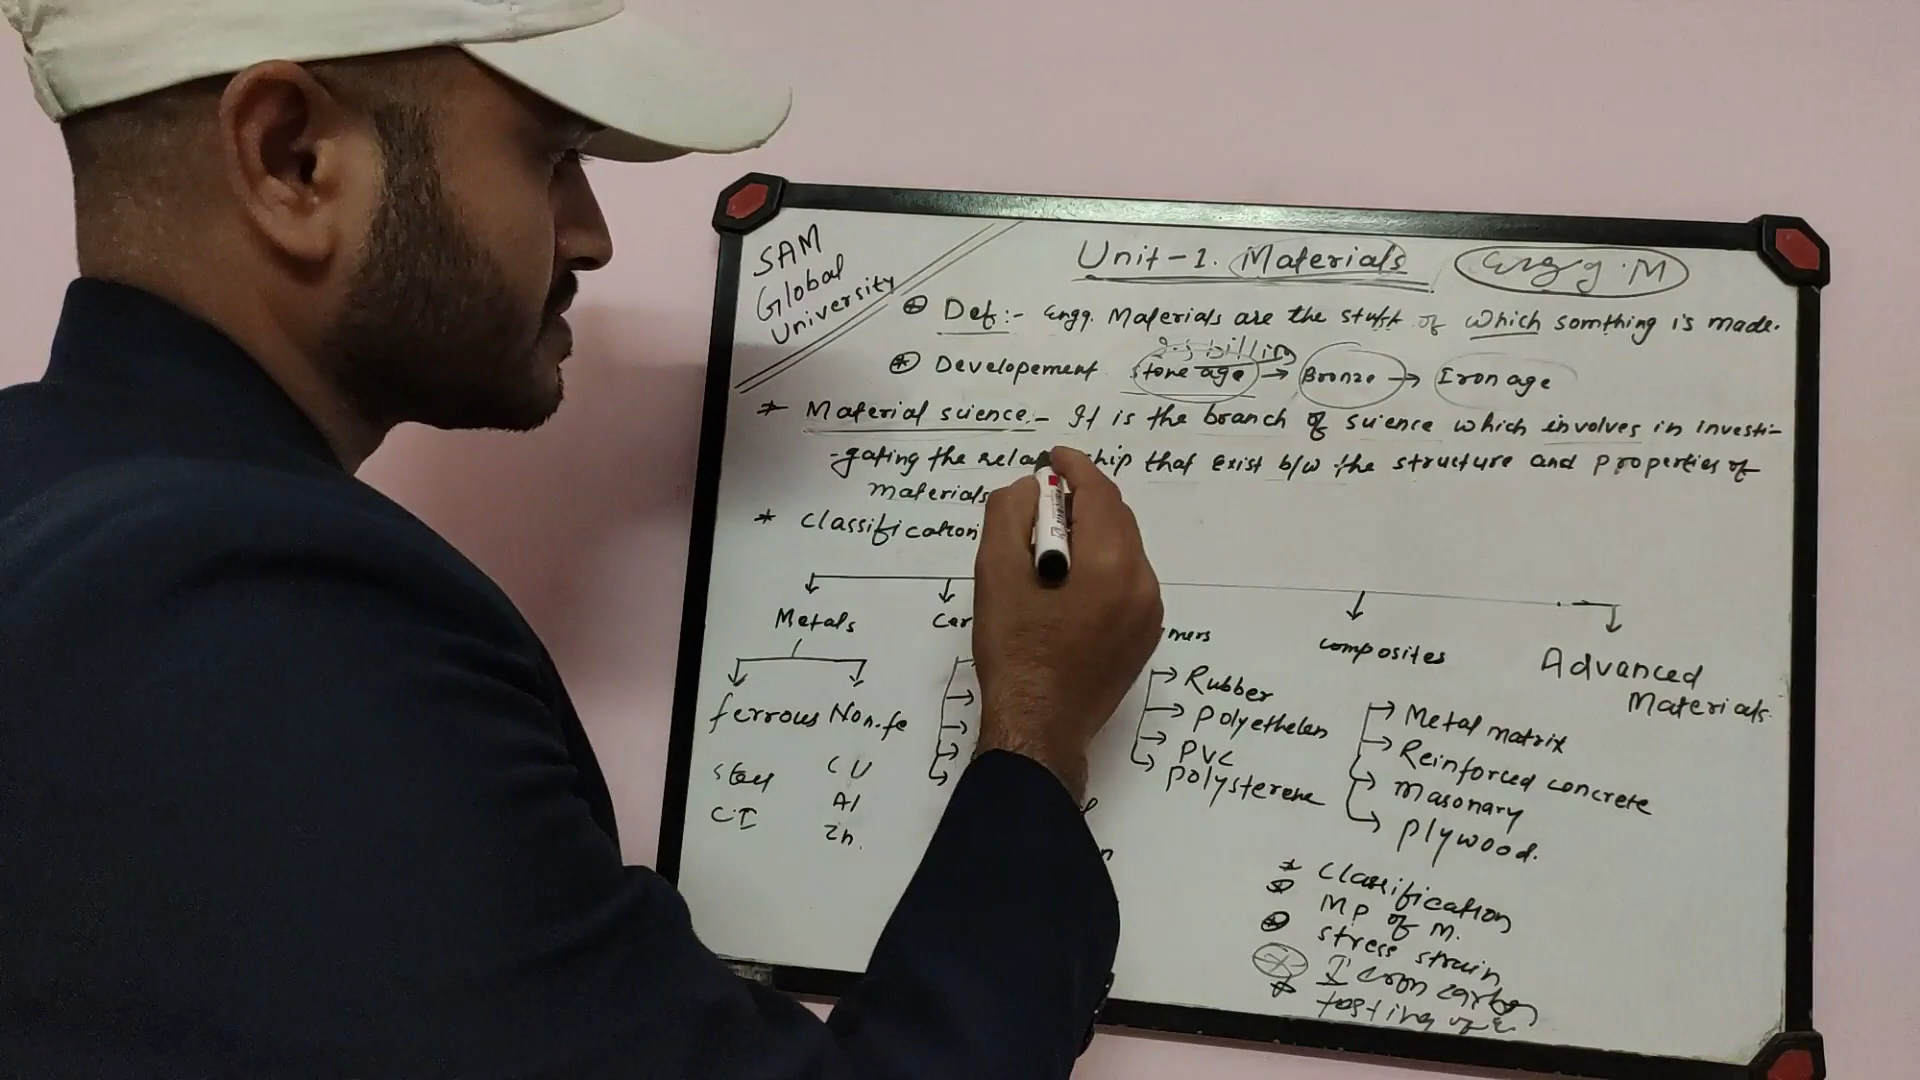 SAM
Global
University
Unit-1. Materials
Engg. M
Def:- Engg. Materials are the stuff of which somthing is made.
Developement Stone age → Bronze → Iron age
* Material science:- It is the branch of science which involves in investi-
-gating the rela ship that Exist b/w the structure and properties of
materials
* Classification
Metals Cer mers composites Advanced
Materials.
ferrous Non.fe
CI
CU
Al
Zn.
→ Rubber
→ polyethelen
→ PVC
→ polysterene
→ Metal matrix
→ Reinforced concrete
→ masonary
→ plywood.
* Classification
MP of M.
stress strain
carbon
testing of